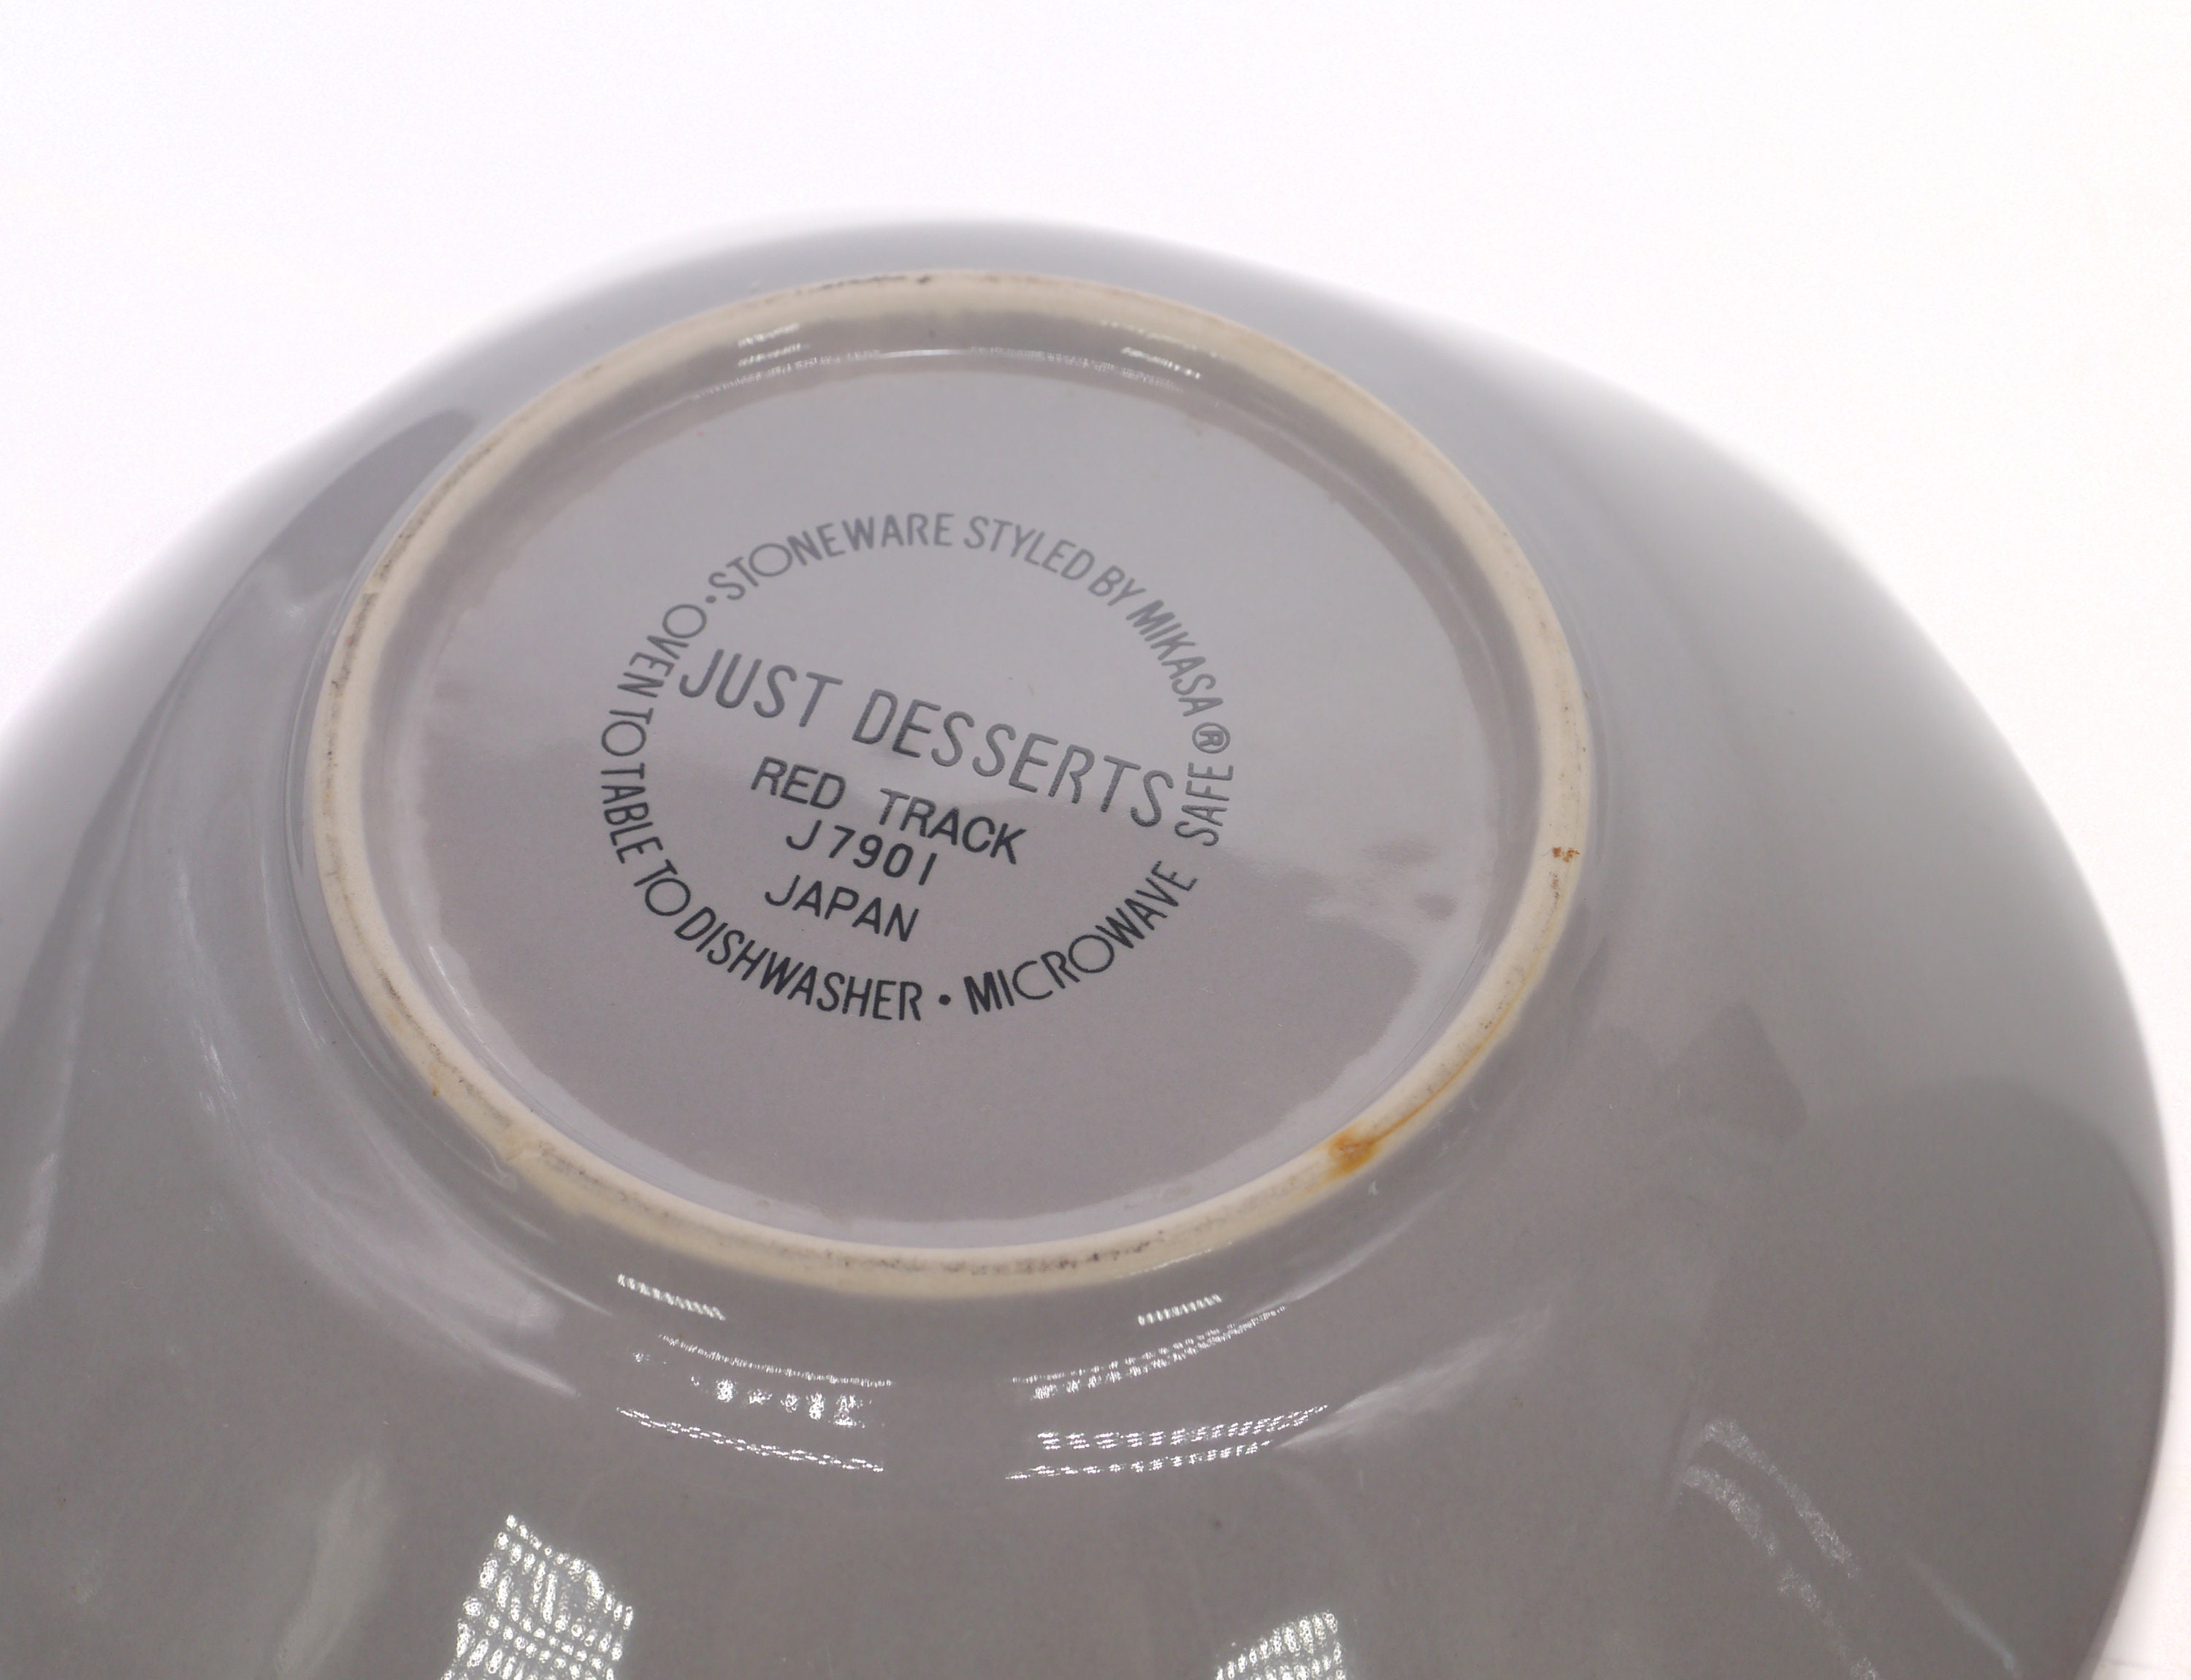 ·STONEWARE STYLED BY MIKASA®
JUST DESSERTS
RED TRACK
J7901
JAPAN
OVEN TO TABLE TO DISHWASHER · MICROWAVE SAFE